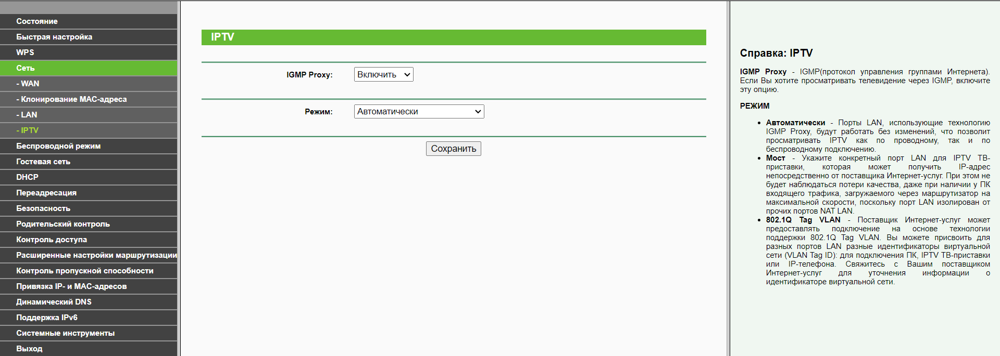 Состояние
Быстрая настройка
WPS
Сеть
- WAN
- Клонирование MAC-адреса
- LAN
- IPTV
Беспроводной режим
Гостевая сеть
DHCP
Переадресация
Безопасность
Родительский контроль
Контроль доступа
Расширенные настройки маршрутизации
Контроль пропускной способности
Привязка IP- и MAC-адресов
Динамический DNS
Поддержка IPv6
Системные инструменты
Выход
IPTV
IGMP Proxy: Включить
Режим: Автоматически
Сохранить
Справка: IPTV
IGMP Proxy - IGMP(протокол управления группами Интернета).
Если Вы хотите просматривать телевидение через IGMP, включите
эту опцию.
РЕЖИМ
• Автоматически - Порты LAN, использующие технологию
IGMP Proxy, будут работать без изменений, что позволит
просматривать IPTV как по проводному, так и по
беспроводному подключению.
• Мост - Укажите конкретный порт LAN для IPTV ТВ-
приставки, которая может получить IP-адрес
непосредственно от поставщика Интернет-услуг. При этом не
будет наблюдаться потери качества, даже при наличии у ПК
входящего трафика, загружаемого через маршрутизатор на
максимальной скорости, поскольку порт LAN изолирован от
прочих портов NAT LAN.
• 802.1Q Tag VLAN - Поставщик Интернет-услуг может
предоставлять подключение на основе технологии
поддержки 802.1Q Tag VLAN. Вы можете присвоить для
разных портов LAN разные идентификаторы виртуальной
сети (VLAN Tag ID): для подключения ПК, IPTV ТВ-приставки
или IP-телефона. Свяжитесь с Вашим поставщиком
Интернет-услуг для уточнения информации о
идентификаторе виртуальной сети.